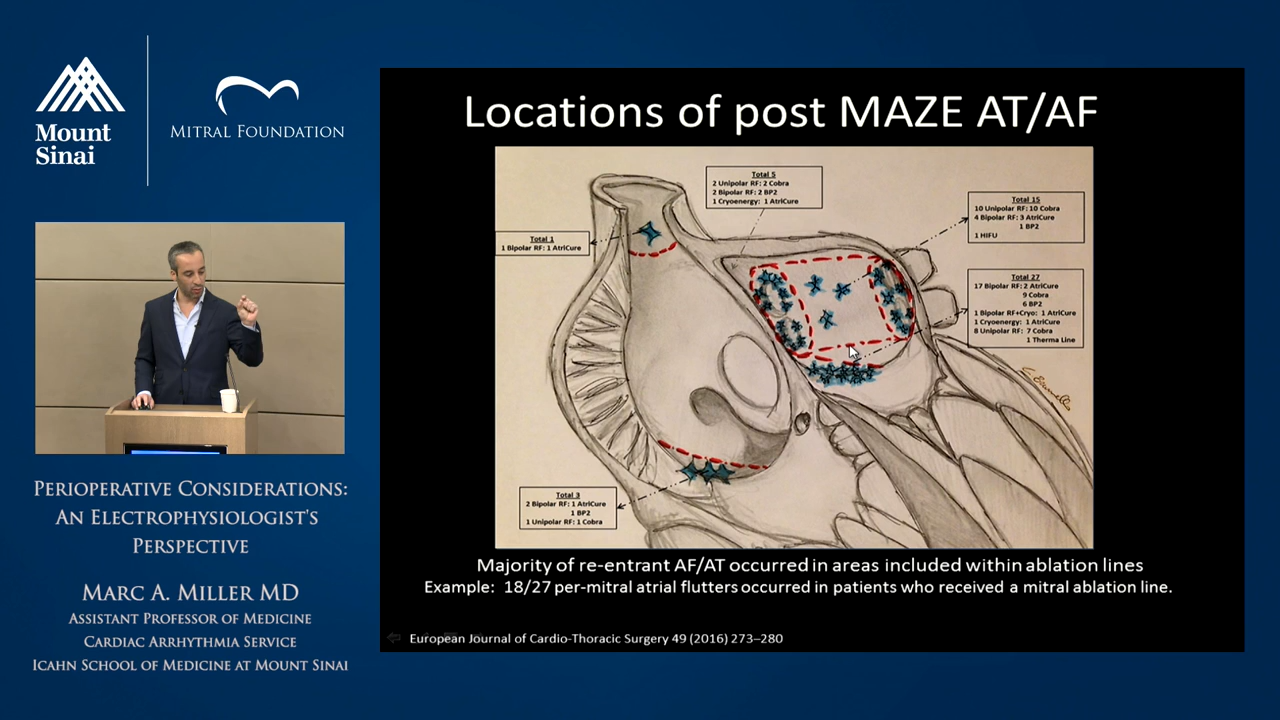 Mount
Sinai
MITRAL FOUNDATION
PERIOPERATIVE CONSIDERATIONS:
AN ELECTROPHYSIOLOGIST'S
PERSPECTIVE
MARC A. MILLER MD
ASSISTANT PROFESSOR OF MEDICINE
CARDIAC ARRHYTHMIA SERVICE
ICAHN SCHOOL OF MEDICINE AT MOUNT SINAI
Locations of post MAZE AT/AF
Total 5
2 Unipolar RF: 2 Cobra
2 Bipolar RF: 2 BP2
1 Cryoenergy: 1 AtriCure
Total 1
1 Bipolar RF: 1 AtriCure
Total 15
10 Unipolar RF: 10 Cobra
4 Bipolar RF: 3 AtriCure
1 BP2
1 HIFU
Total 27
17 Bipolar RF: 2 AtriCure
9 Cobra
6 BP2
1 Bipolar RF+Cryo: 1 AtriCure
1 Cryoenergy: 1 AtriCure
8 Unipolar RF: 7 Cobra
1 Therma Line
Total 3
2 Bipolar RF: 1 AtriCure
1 BP2
1 Unipolar RF: 1 Cobra
Majority of re-entrant AF/AT occurred in areas included within ablation lines
Example: 18/27 per-mitral atrial flutters occurred in patients who received a mitral ablation line.
European Journal of Cardio-Thoracic Surgery 49 (2016) 273–280